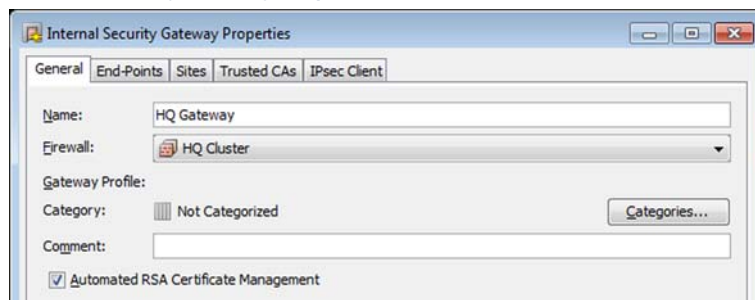 Internal Security Gateway Properties
General End-Points Sites Trusted CAs IPsec Client
Name: HQ Gateway
Firewall: HQ Cluster
Gateway Profile:
Category: Not Categorized Categories...
Comment:
Automated RSA Certificate Management